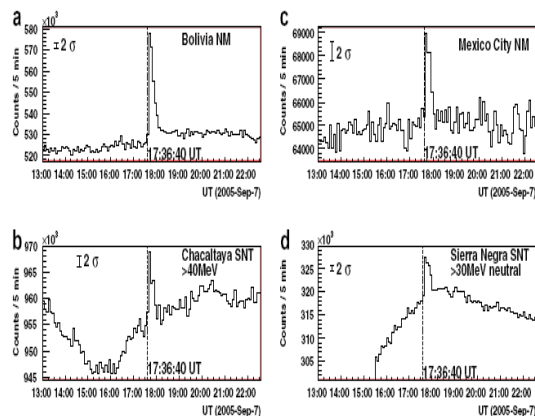 a
×10³
Bolivia NM
2 σ
Counts / 5 min
580
570
560
550
540
530
520
17:36:40 UT
13:00 14:00 15:00 16:00 17:00 18:00 19:00 20:00 21:00 22:00
UT (2005-Sep-7)
c
Mexico City NM
2 σ
Counts / 5 min
69000
68000
67000
66000
65000
64000
17:36:40 UT
13:00 14:00 15:00 16:00 17:00 18:00 19:00 20:00 21:00 22:00
UT (2005-Sep-7)
b
×10³
Chacaltaya SNT
>40MeV
2 σ
Counts / 5 min
970
965
960
955
950
945
17:36:40 UT
13:00 14:00 15:00 16:00 17:00 18:00 19:00 20:00 21:00 22:00
UT (2005-Sep-7)
d
×10³
Sierra Negra SNT
>30MeV neutral
2 σ
Counts / 5 min
330
325
320
315
310
305
301
17:36:40 UT
13:00 14:00 15:00 16:00 17:00 18:00 19:00 20:00 21:00 22:00
UT (2005-Sep-7)